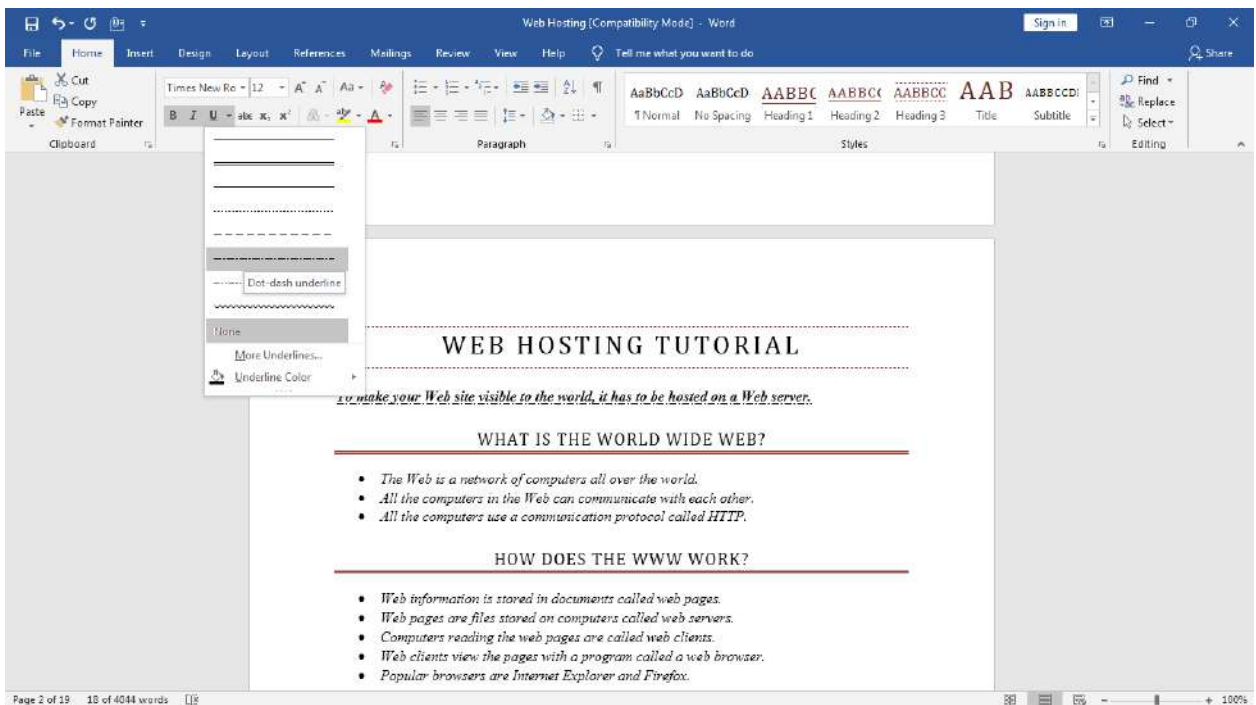 Web Hosting [Compatibility Mode] - Word
Sign in
File Home Insert Design Layout References Mailings Review View Help Tell me what you want to do Share
Paste
Cut
Copy
Format Painter
Clipboard
Times New Ro 12 Aa
B I U abc x₂ x² A ab A
Paragraph
AaBbCcD AaBbCcD AABBC AABBCC AABBCC AAB AABBCCD
¶ Normal No Spacing Heading 1 Heading 2 Heading 3 Title Subtitle
Styles
Find
Replace
Select
Editing
Dot-dash underline
None
More Underlines...
Underline Color
WEB HOSTING TUTORIAL
To make your Web site visible to the world, it has to be hosted on a Web server.
WHAT IS THE WORLD WIDE WEB?
• The Web is a network of computers all over the world.
• All the computers in the Web can communicate with each other.
• All the computers use a communication protocol called HTTP.
HOW DOES THE WWW WORK?
• Web information is stored in documents called web pages.
• Web pages are files stored on computers called web servers.
• Computers reading the web pages are called web clients.
• Web clients view the pages with a program called a web browser.
• Popular browsers are Internet Explorer and Firefox.
Page 2 of 19 18 of 4044 words 100%